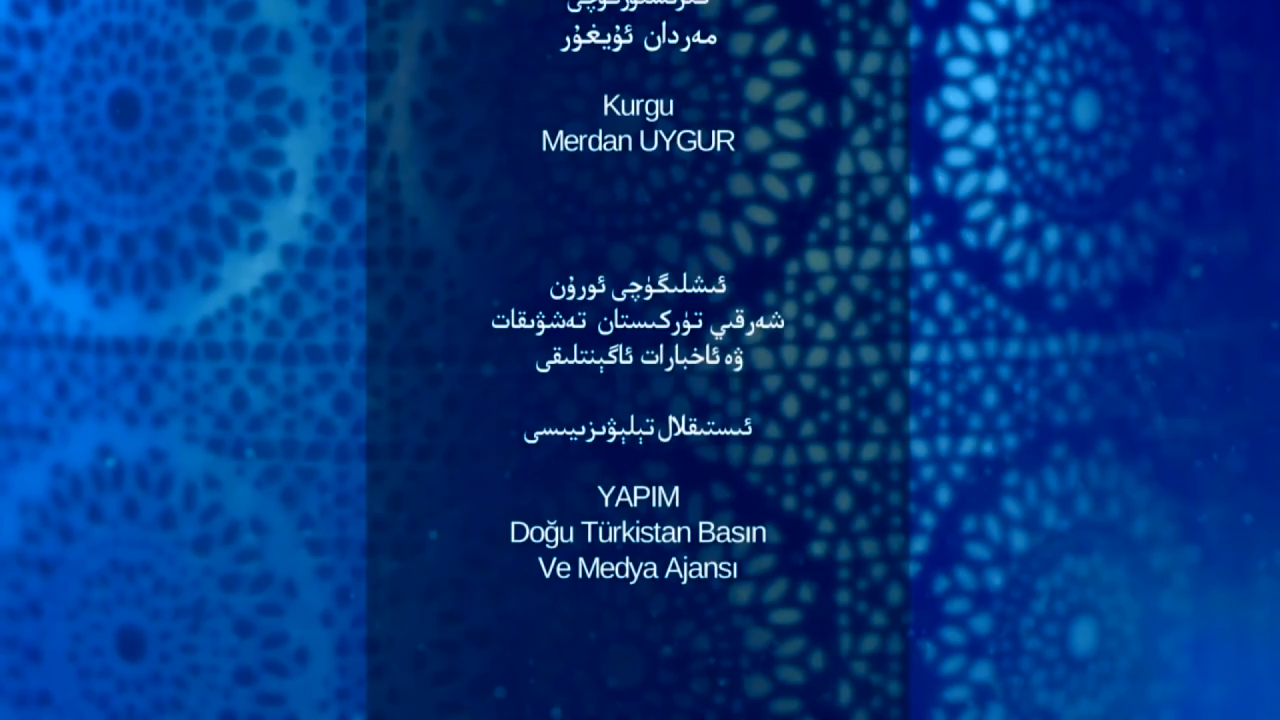 مەردان ئۇيغۇر
Kurgu
Merdan UYGUR
ئىشلىگۈچى ئورۇن
شەرقىي تۈركىستان تەشۋىقات
ۋە ئاخبارات ئاگېنتلىقى
ئىستىقلال تېلېۋىزىيىسى
YAPIM
Doğu Türkistan Basın
Ve Medya Ajansı